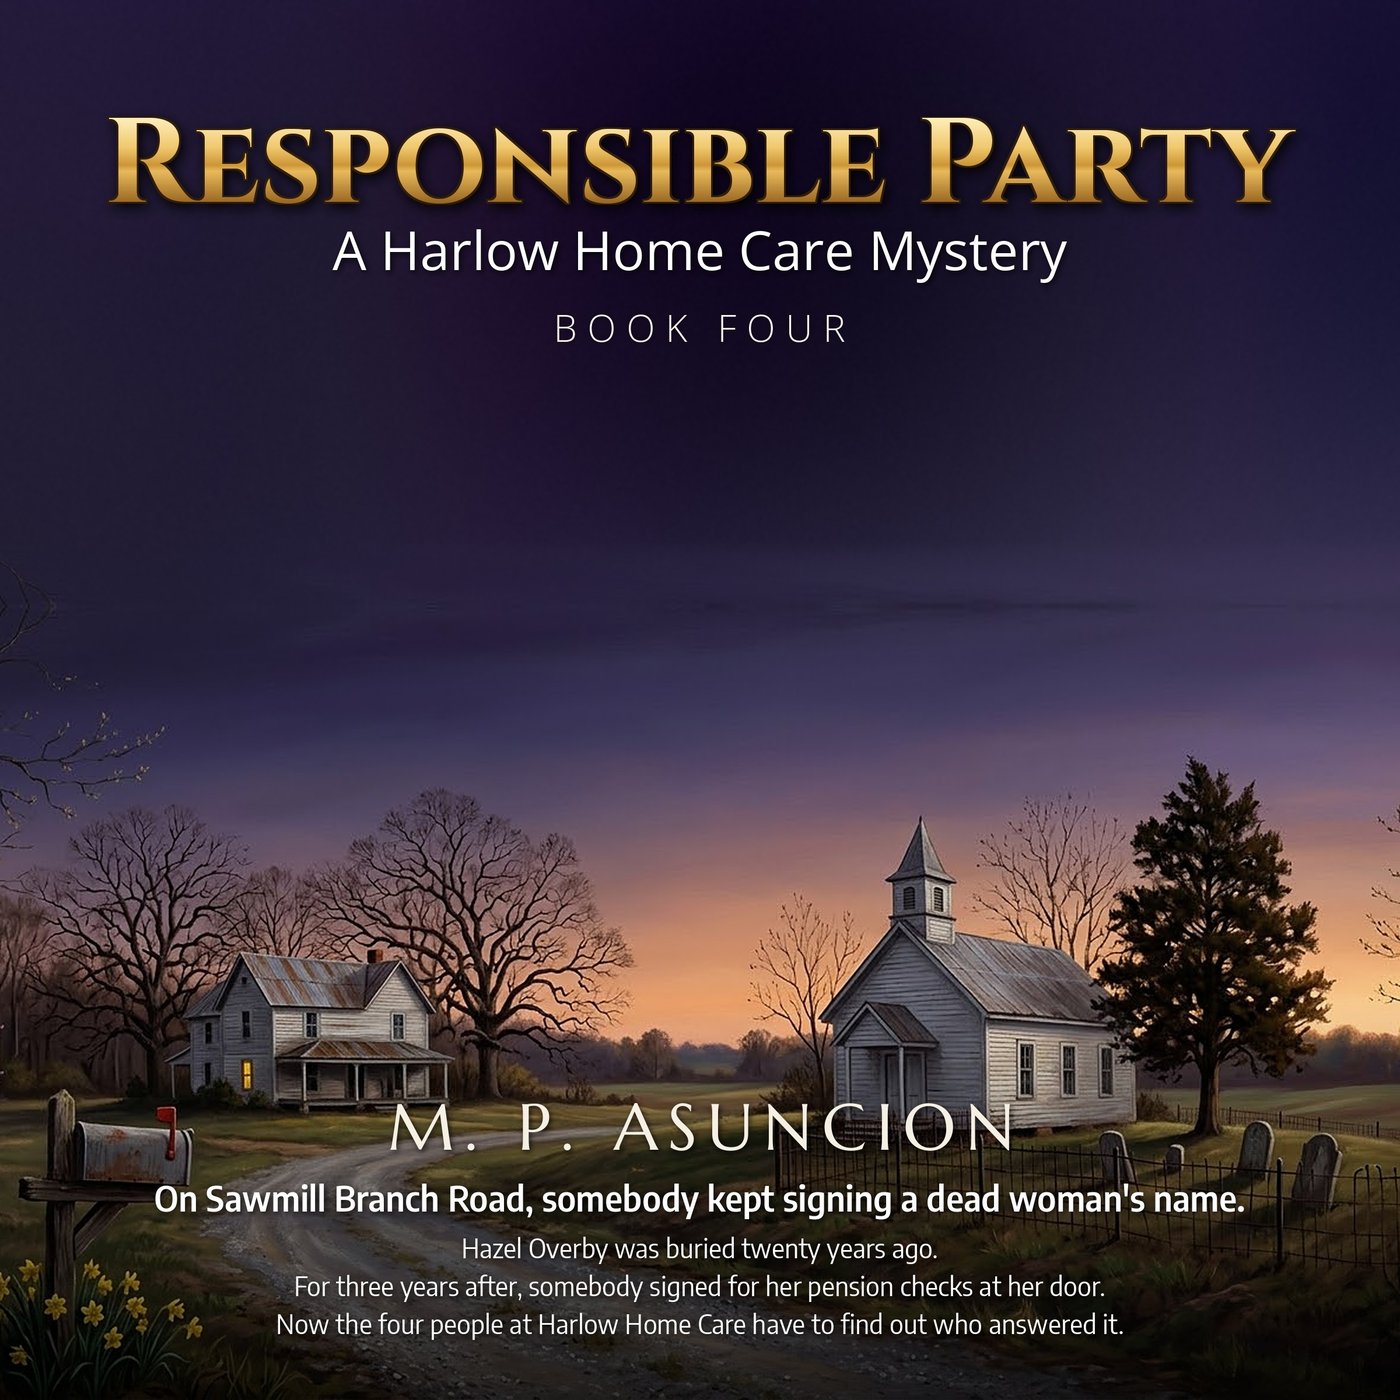 Responsible Party
A Harlow Home Care Mystery
BOOK FOUR
M. P. ASUNCION
On Sawmill Branch Road, somebody kept signing a dead woman's name.
Hazel Overby was buried twenty years ago.
For three years after, somebody signed for her pension checks at her door.
Now the four people at Harlow Home Care have to find out who answered it.